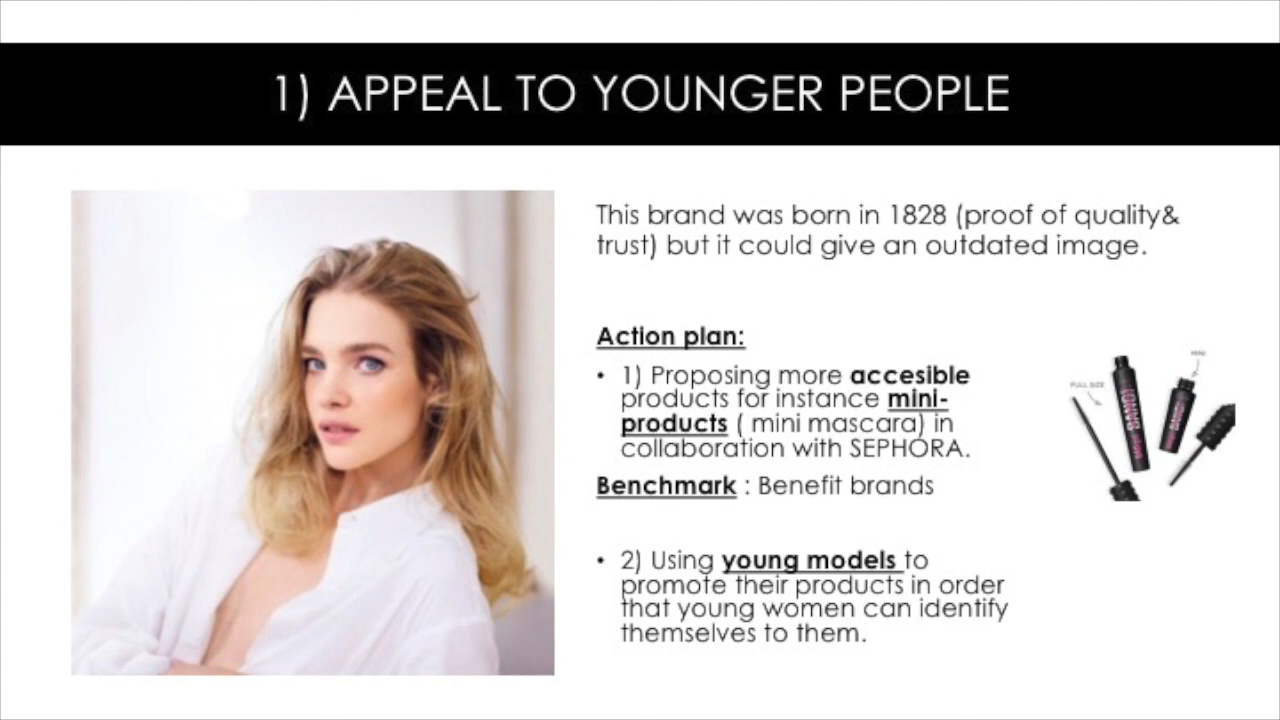 1) APPEAL TO YOUNGER PEOPLE
This brand was born in 1828 (proof of quality&
trust) but it could give an outdated image.
Action plan:
• 1) Proposing more accesible
products for instance mini-
products ( mini mascara) in
collaboration with SEPHORA.
Benchmark : Benefit brands
FULL SIZE
MINI
BANG!
• 2) Using young models to
promote their products in order
that young women can identify
themselves to them.